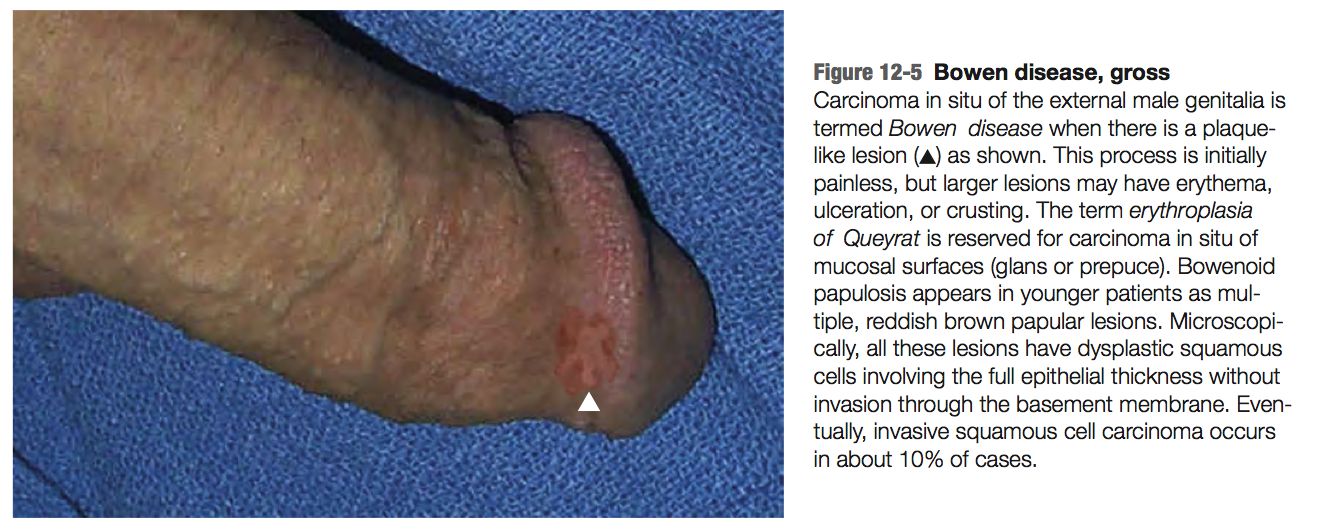 Figure 12-5 Bowen disease, gross
Carcinoma in situ of the external male genitalia is
termed Bowen disease when there is a plaque-
like lesion (▲) as shown. This process is initially
painless, but larger lesions may have erythema,
ulceration, or crusting. The term erythroplasia
of Queyrat is reserved for carcinoma in situ of
mucosal surfaces (glans or prepuce). Bowenoid
papulosis appears in younger patients as mul-
tiple, reddish brown papular lesions. Microscopi-
cally, all these lesions have dysplastic squamous
cells involving the full epithelial thickness without
invasion through the basement membrane. Even-
tually, invasive squamous cell carcinoma occurs
in about 10% of cases.